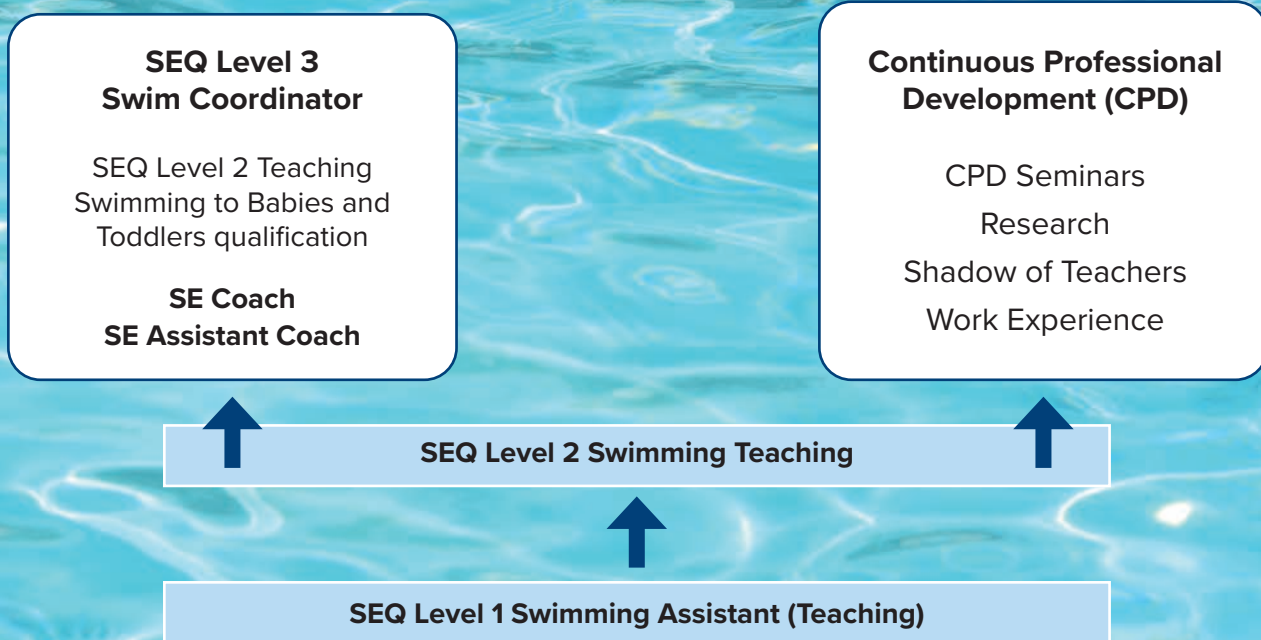 SEQ Level 3
Swim Coordinator
SEQ Level 2 Teaching
Swimming to Babies and
Toddlers qualification
SE Coach
SE Assistant Coach
Continuous Professional
Development (CPD)
CPD Seminars
Research
Shadow of Teachers
Work Experience
SEQ Level 2 Swimming Teaching
SEQ Level 1 Swimming Assistant (Teaching)